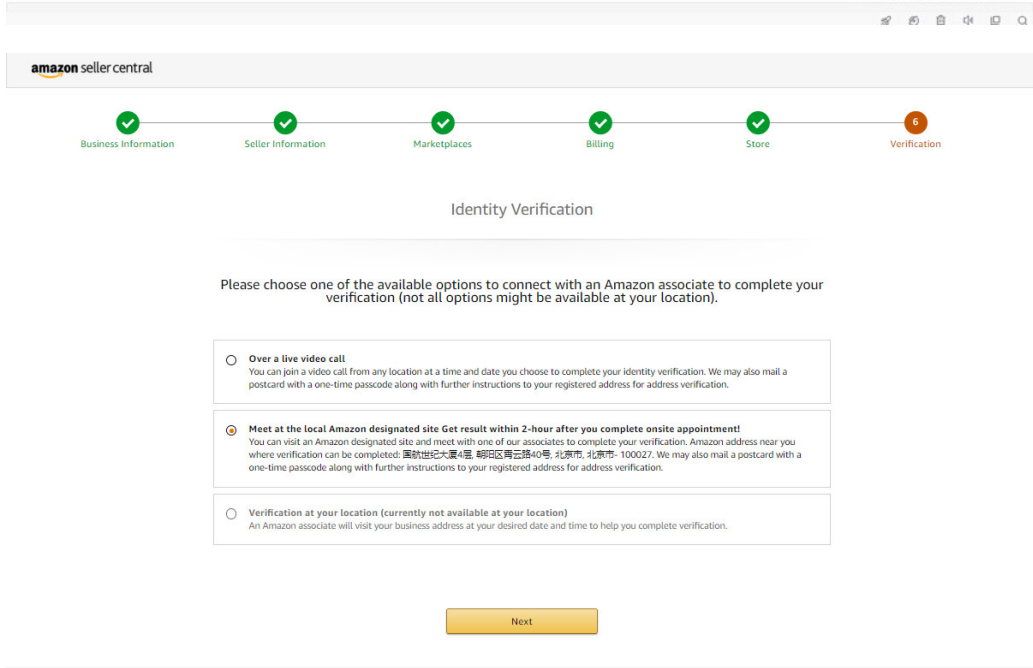 amazon seller central
6
Business Information
Seller Information
Marketplaces
Billing
Store
Verification
Identity Verification
Please choose one of the available options to connect with an Amazon associate to complete your
verification (not all options might be available at your location).
Over a live video call
You can join a video call from any location at a time and date you choose to complete your identity verification. We may also mail a
postcard with a one-time passcode along with further instructions to your registered address for address verification.
Meet at the local Amazon designated site Get result within 2-hour after you complete onsite appointment!
You can visit an Amazon designated site and meet with one of our associates to complete your verification. Amazon address near you
where verification can be completed: 国航世纪大厦4层, 朝阳区霄云路40号, 北京市, 北京市- 100027. We may also mail a postcard with a
one-time passcode along with further instructions to your registered address for address verification.
Verification at your location (currently not available at your location)
An Amazon associate will visit your business address at your desired date and time to help you complete verification.
Next